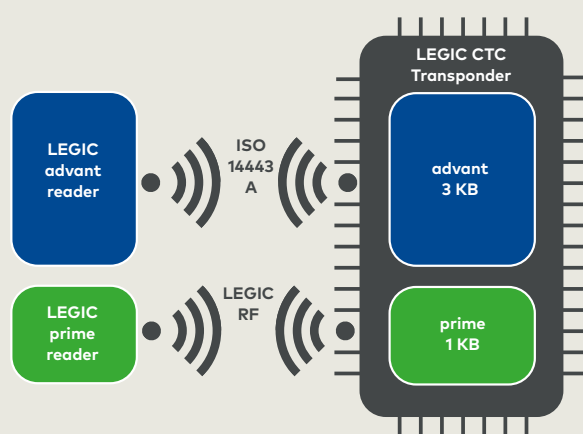 LEGIC CTC
Transponder
LEGIC
advant
reader
ISO
14443
A
advant
3 KB
LEGIC
prime
reader
LEGIC
RF
prime
1 KB